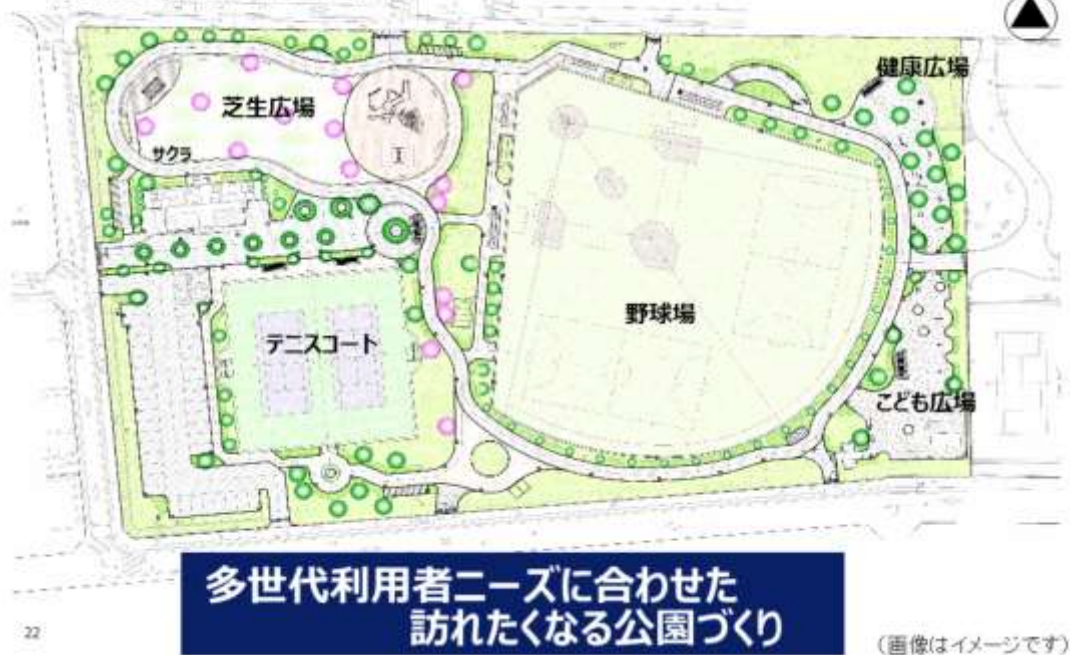 健康広場
芝生広場
サクラ
野球場
テニスコート
こども広場
多世代利用者ニーズに合わせた
訪れたくなる公園づくり
22
(画像はイメージです)